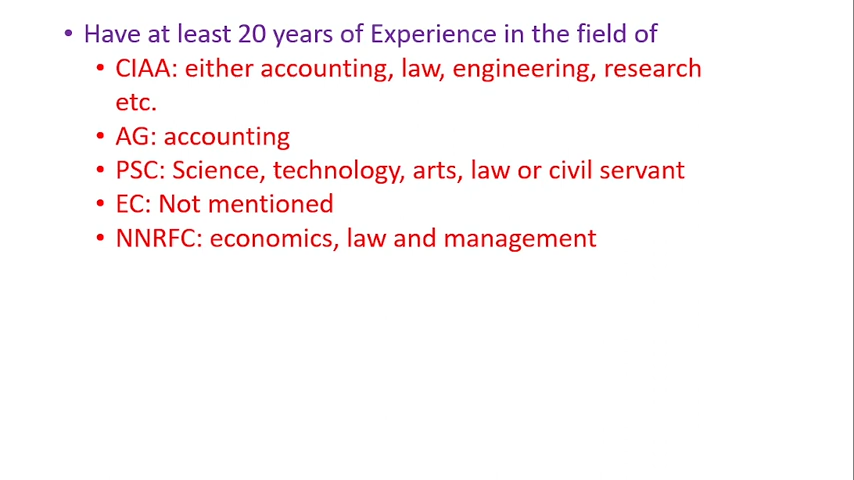 • Have at least 20 years of Experience in the field of
• CIAA: either accounting, law, engineering, research
etc.
• AG: accounting
• PSC: Science, technology, arts, law or civil servant
• EC: Not mentioned
• NNRFC: economics, law and management